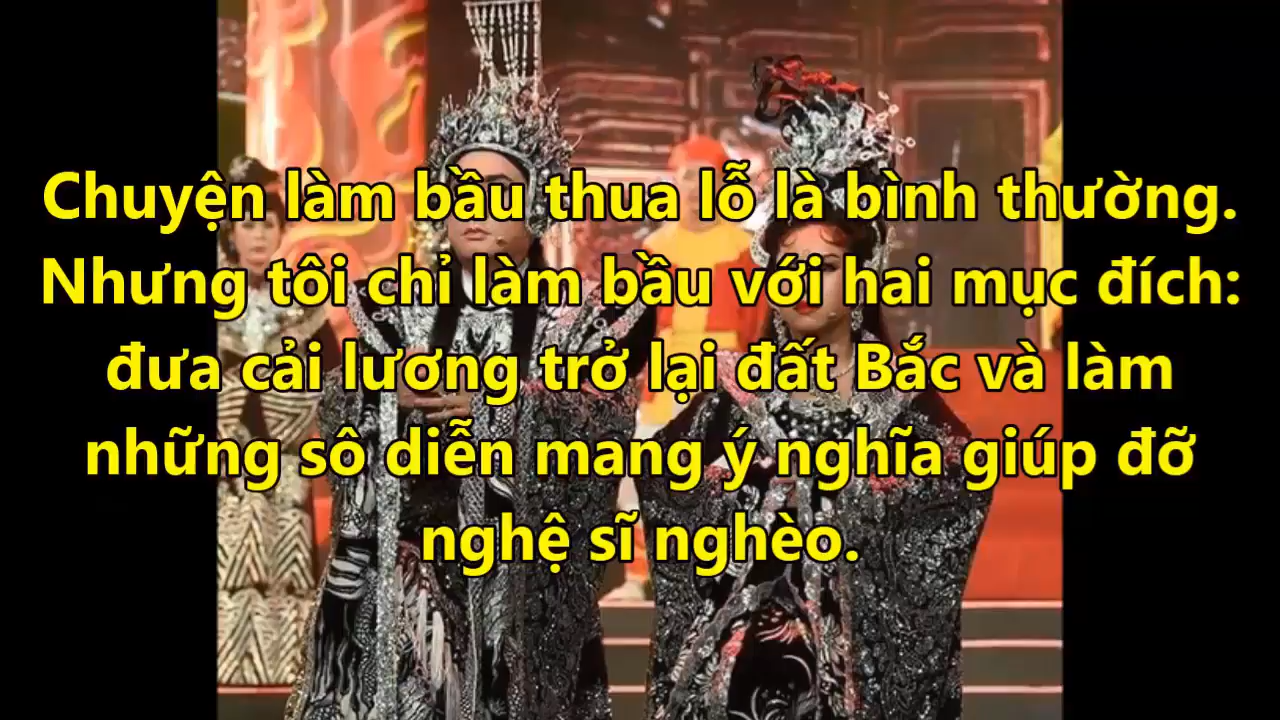 Chuyện làm bầu thua lỗ là bình thường.
Nhưng tôi chỉ làm bầu với hai mục đích:
đưa cải lương trở lại đất Bắc và làm
những sô diễn mang ý nghĩa giúp đỡ
nghệ sĩ nghèo.